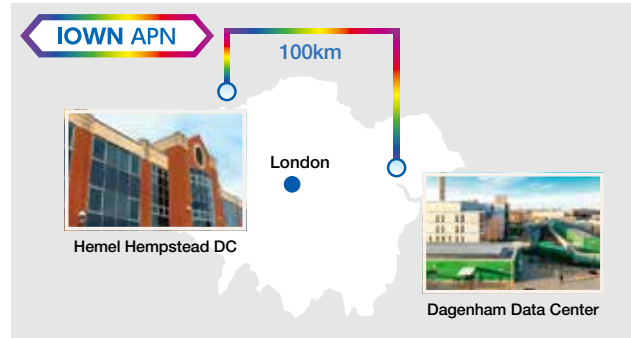 IOWN APN
100km
London
Hemel Hempstead DC
Dagenham Data Center